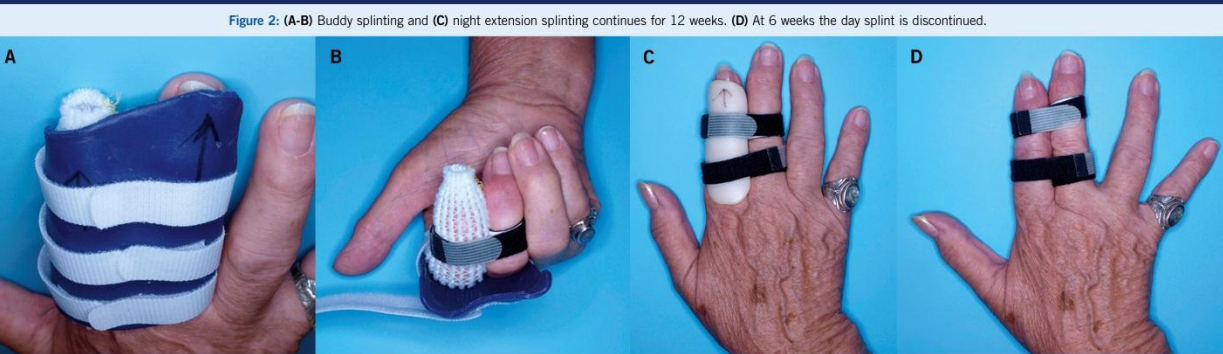 Figure 2: (A-B) Buddy splinting and (C) night extension splinting continues for 12 weeks. (D) At 6 weeks the day splint is discontinued.
A
B
C
D